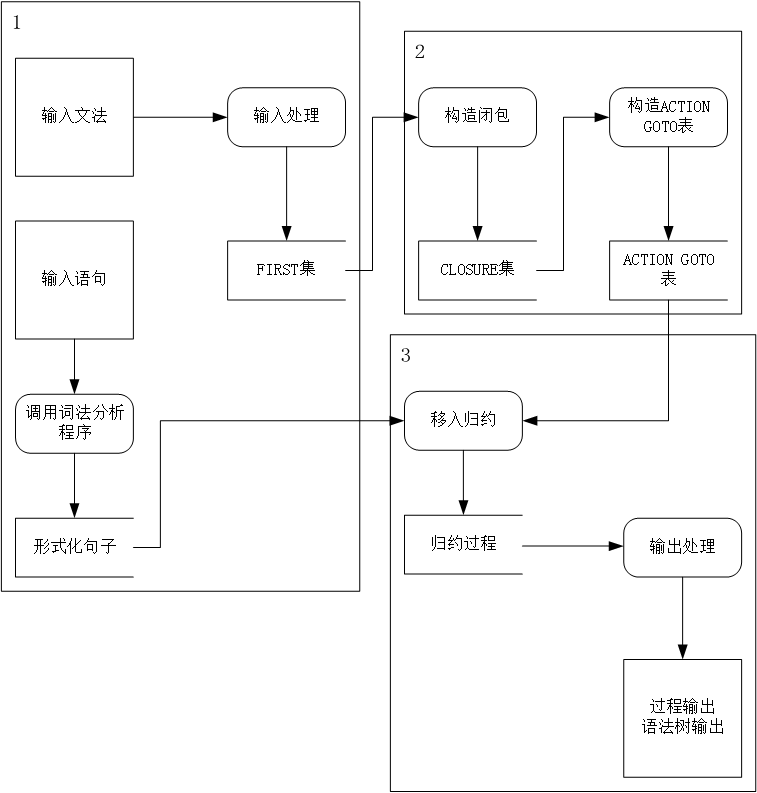 1
输入文法
输入处理
FIRST集
输入语句
调用词法分析
程序
形式化句子
2
构造闭包
构造ACTION
GOTO表
CLOSURE集
ACTION GOTO
表
3
移入归约
归约过程
输出处理
过程输出
语法树输出